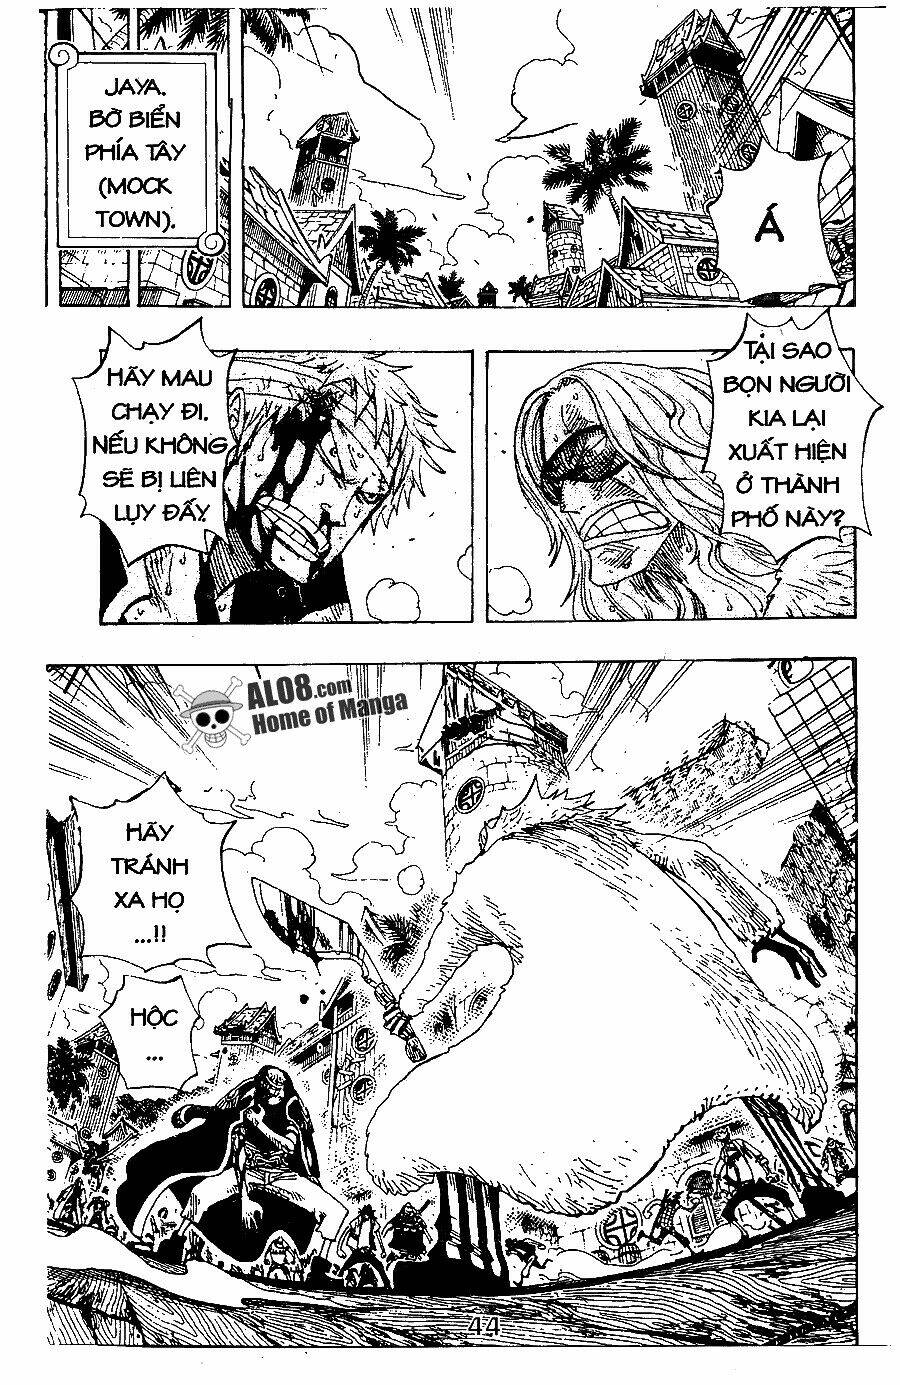 JAYA.
BỜ BIỂN
PHÍA TÂY
(MOCK
TOWN).
Á
TẠI SAO
BỌN NGƯỜI
KIA LẠI
XUẤT HIỆN
Ở THÀNH
PHỐ NÀY?
HÃY MAU
CHẠY ĐI.
NẾU KHÔNG
SẼ BỊ LIÊN
LỤY ĐẤY.
AL08.com
Home of Manga
HÃY
TRÁNH
XA HỌ
...!!
HỘC
...
44